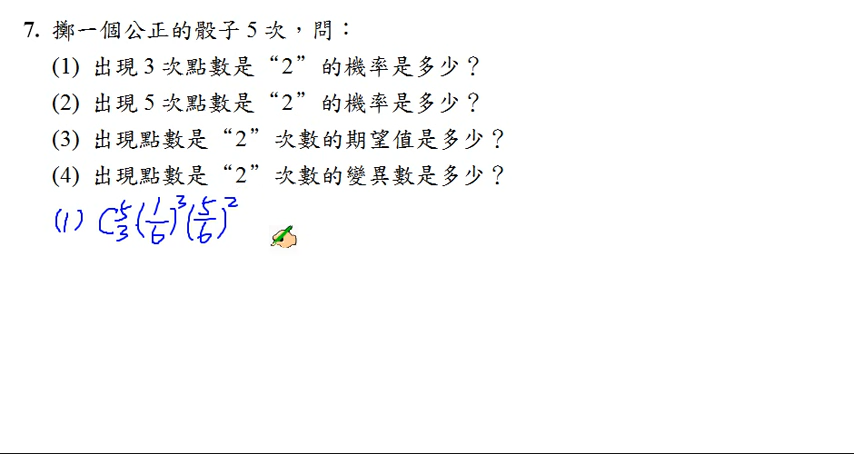 7. 擲一個公正的骰子 5 次，問：
(1) 出現 3 次點數是“2”的機率是多少？
(2) 出現 5 次點數是“2”的機率是多少？
(3) 出現點數是“2”次數的期望值是多少？
(4) 出現點數是“2”次數的變異數是多少？
(1) C⁵₃(1/6)³(5/6)²